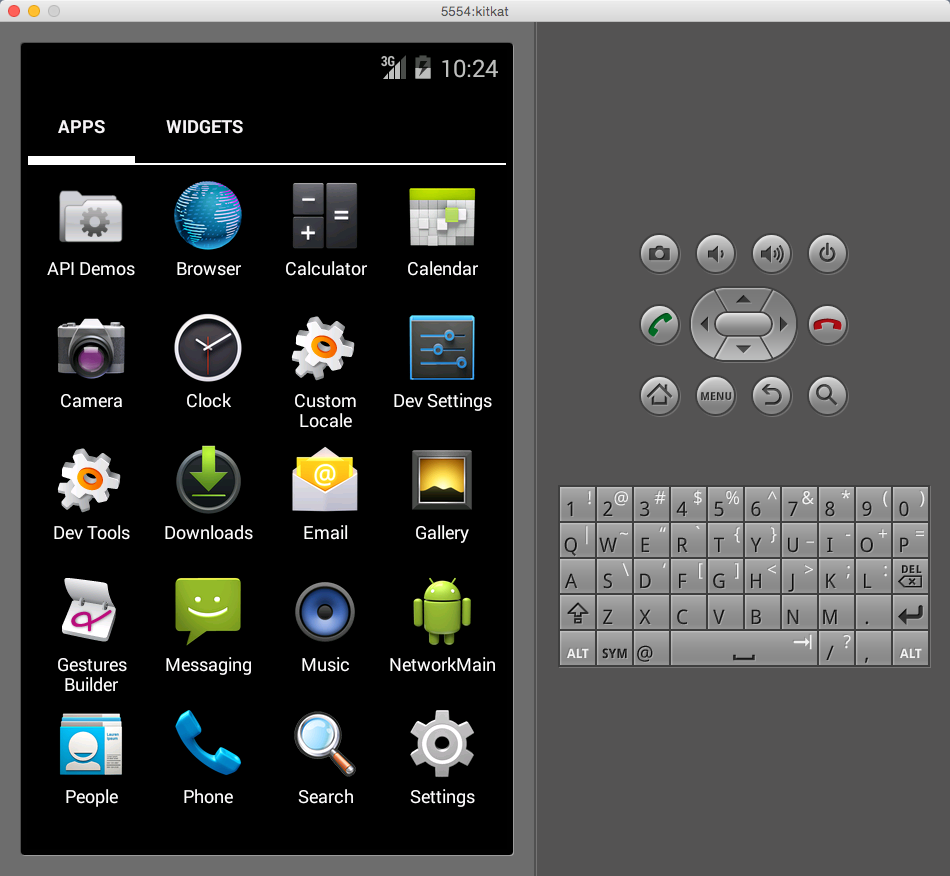 5554:kitkat
3G 10:24
APPS WIDGETS
API Demos Browser Calculator Calendar
Camera Clock Custom Locale Dev Settings
Dev Tools Downloads Email Gallery
Gestures Builder Messaging Music NetworkMain
People Phone Search Settings
MENU
1 ! 2 @ 3 # 4 $ 5 % 6 ^ 7 & 8 * 9 ( 0 )
Q | W ~ E “ R ` T { Y } U _ I - O + P =
A S \ D ‘ F [ G ] H < J > K ; L : DEL
Z X C V B N M .
ALT SYM @ / ? , ALT